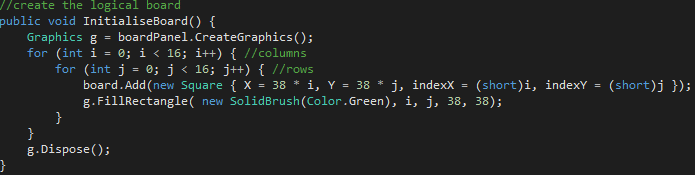 //create the logical board
public void InitialiseBoard() {
    Graphics g = boardPanel.CreateGraphics();
    for (int i = 0; i < 16; i++) { //columns
        for (int j = 0; j < 16; j++) { //rows
            board.Add(new Square { X = 38 * i, Y = 38 * j, indexX = (short)i, indexY = (short)j });
            g.FillRectangle( new SolidBrush(Color.Green), i, j, 38, 38);
        }
    }
    g.Dispose();
}